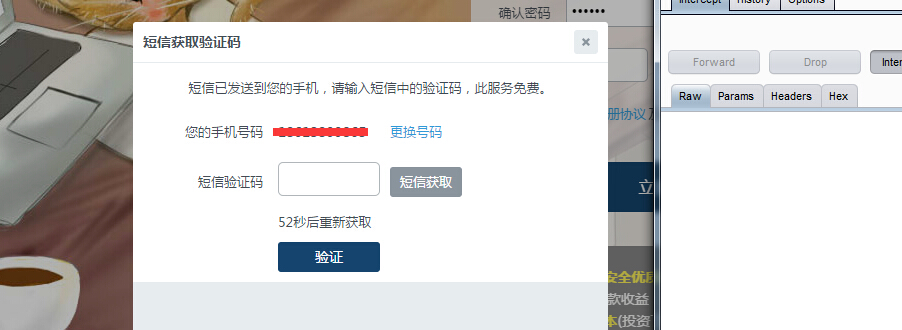 确认密码 ••••••
短信获取验证码 ×
短信已发送到您的手机，请输入短信中的验证码，此服务免费。
您的手机号码 更换号码
短信验证码 短信获取
52秒后重新获取
验证
册协议及
立
安全优质
款收益
本(投资
Intercept History Options
Forward Drop Inter
Raw Params Headers Hex